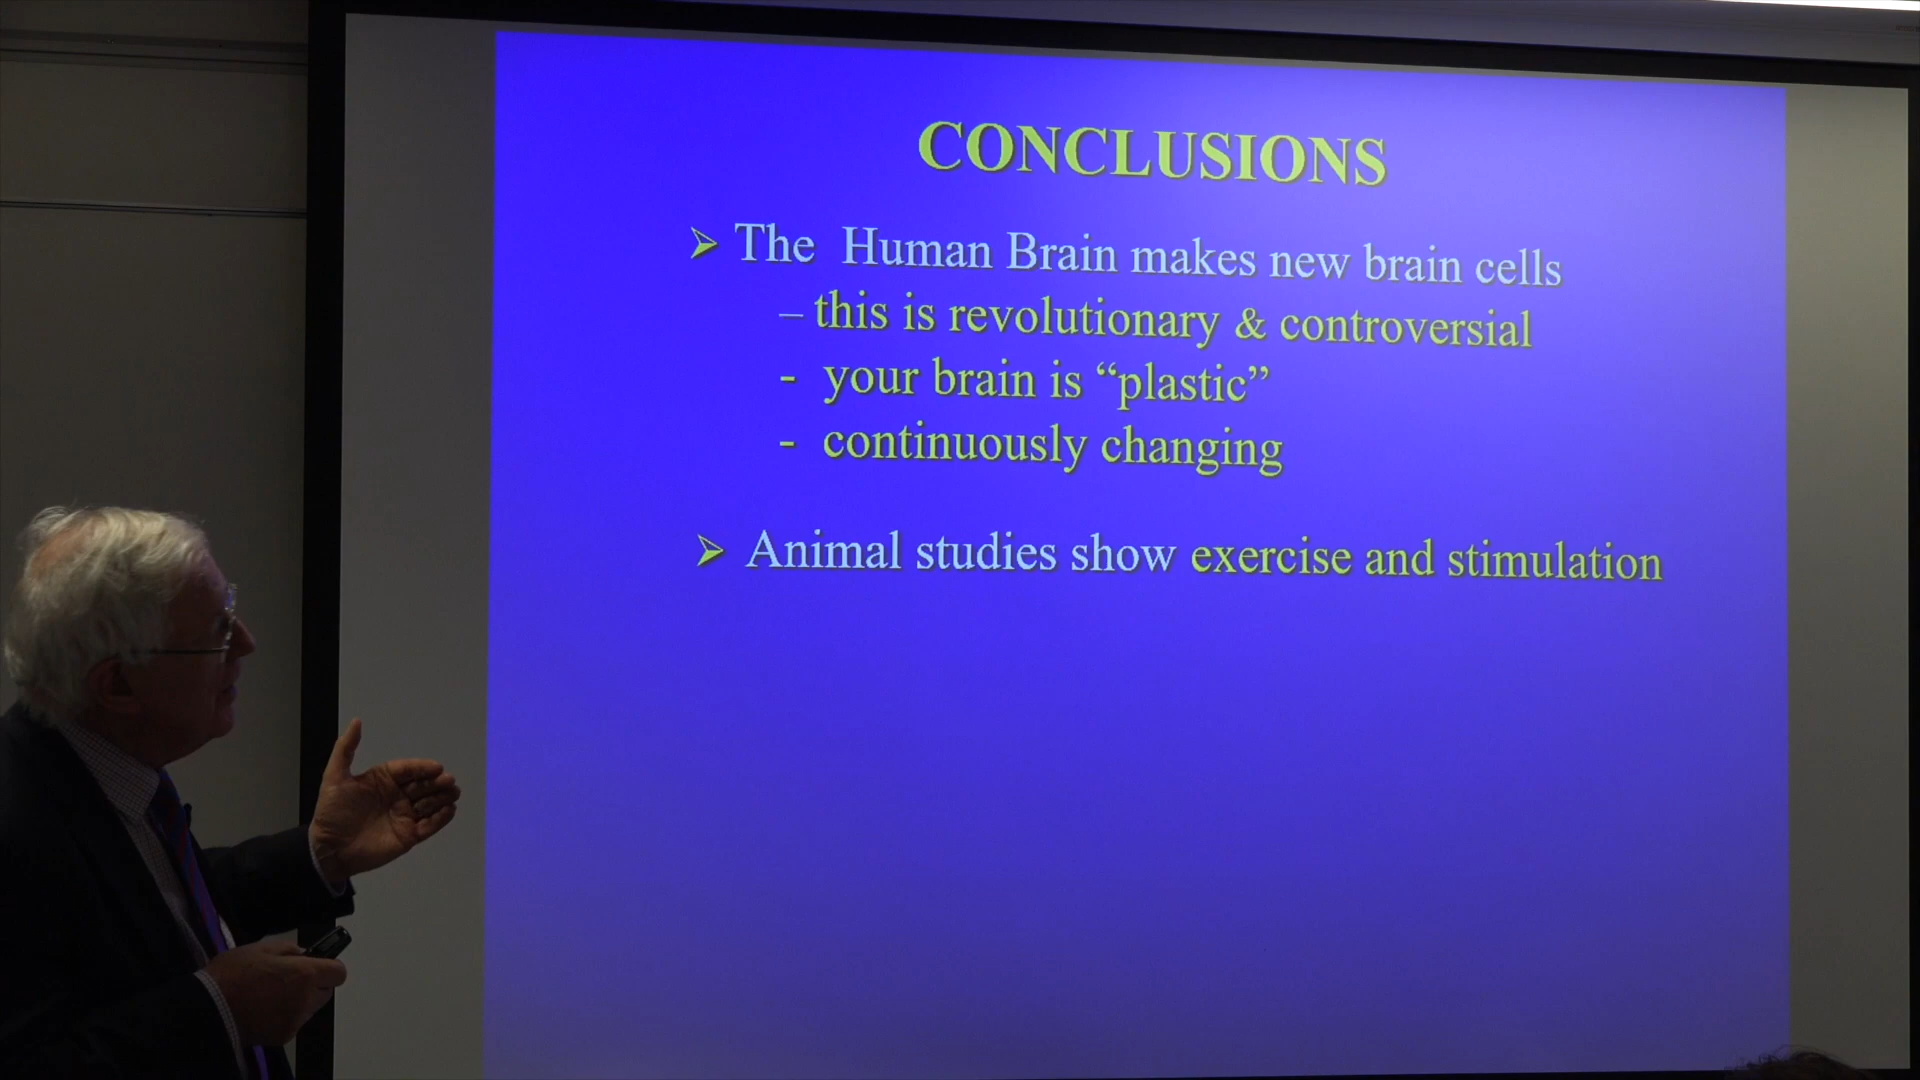 CONCLUSIONS
➢ The Human Brain makes new brain cells
– this is revolutionary & controversial
- your brain is “plastic”
- continuously changing
➢ Animal studies show exercise and stimulation